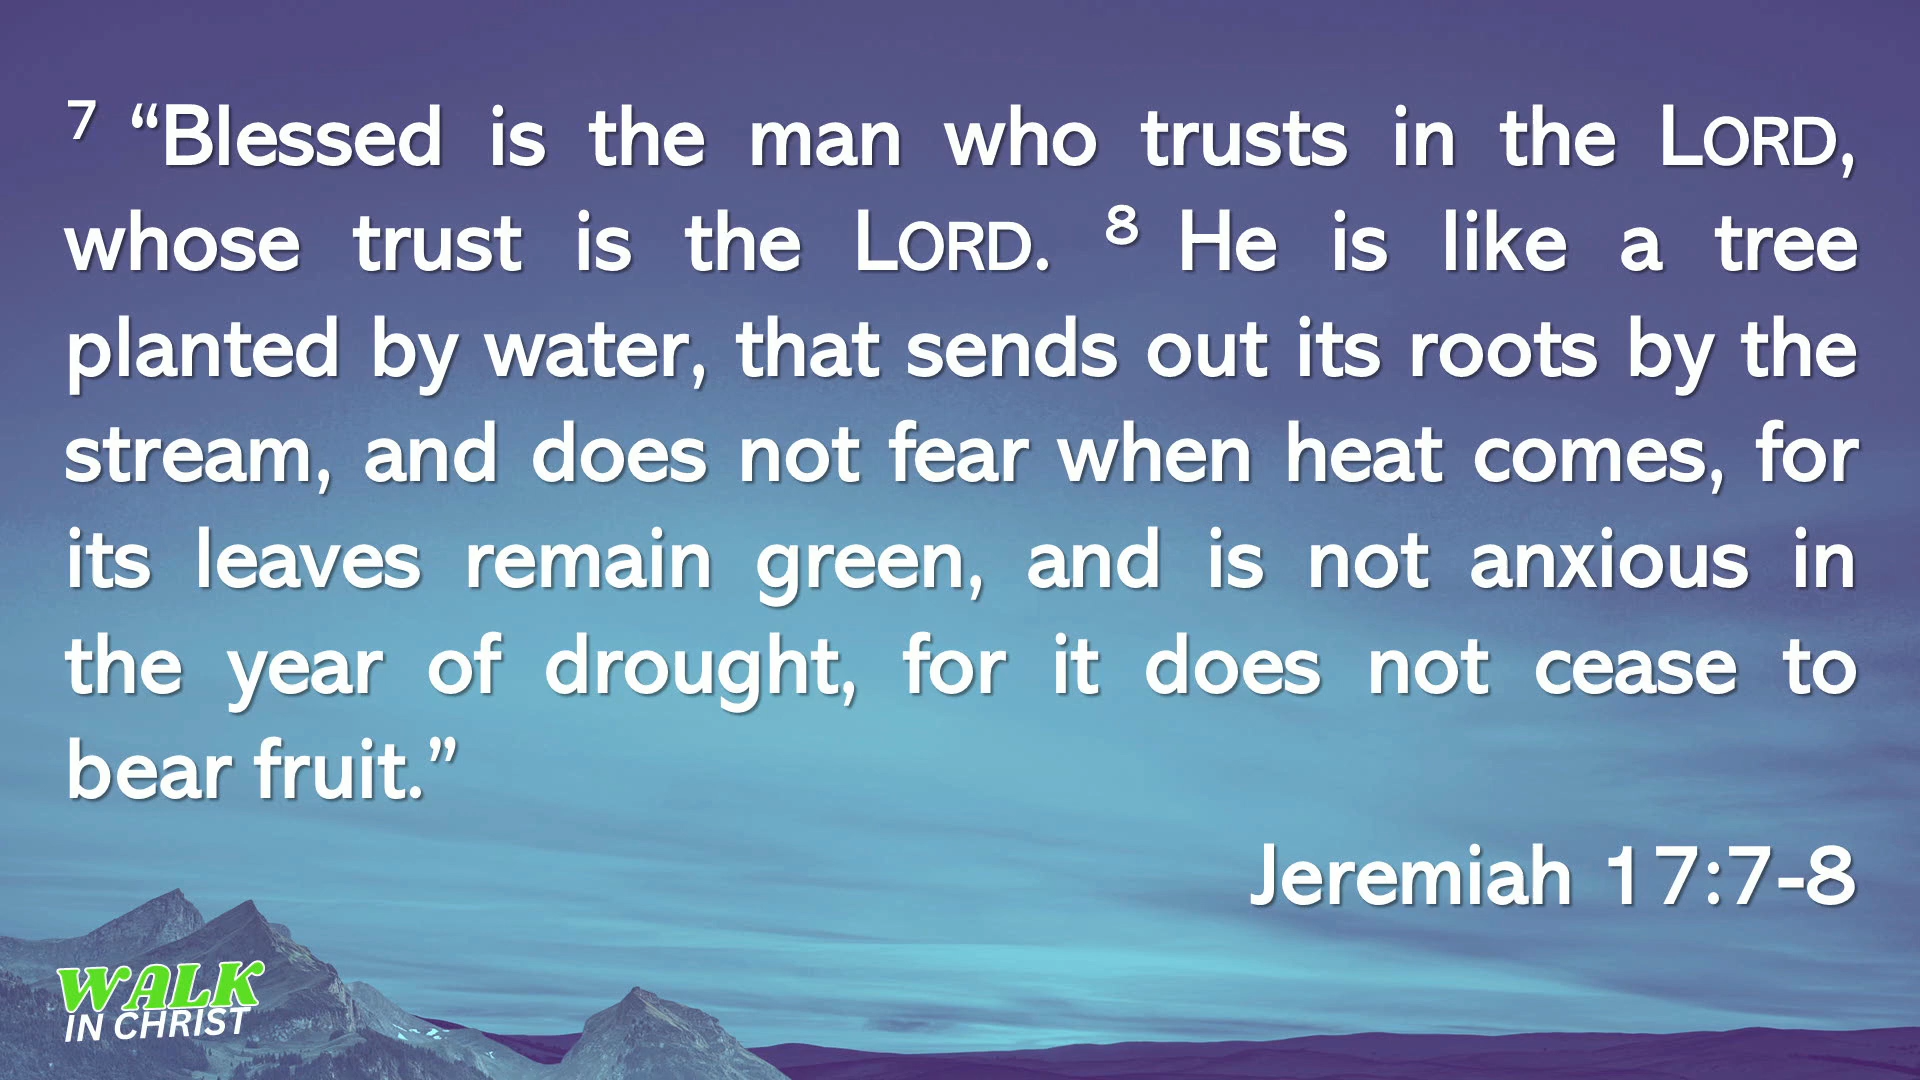 7 “Blessed is the man who trusts in the LORD,
whose trust is the LORD. 8 He is like a tree
planted by water, that sends out its roots by the
stream, and does not fear when heat comes, for
its leaves remain green, and is not anxious in
the year of drought, for it does not cease to
bear fruit.”
Jeremiah 17:7-8
WALK
IN CHRIST